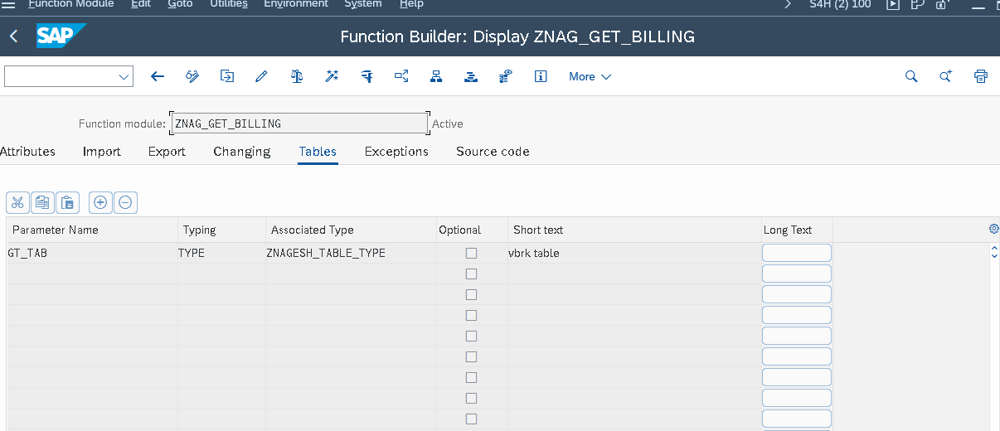 Function Module Edit Goto Utilities Environment System Help S4H (2) 100
SAP Function Builder: Display ZNAG_GET_BILLING
More
Function module: ZNAG_GET_BILLING Active
Attributes Import Export Changing Tables Exceptions Source code
Parameter Name Typing Associated Type Optional Short text Long Text
GT_TAB TYPE ZNAGESH_TABLE_TYPE vbrk table